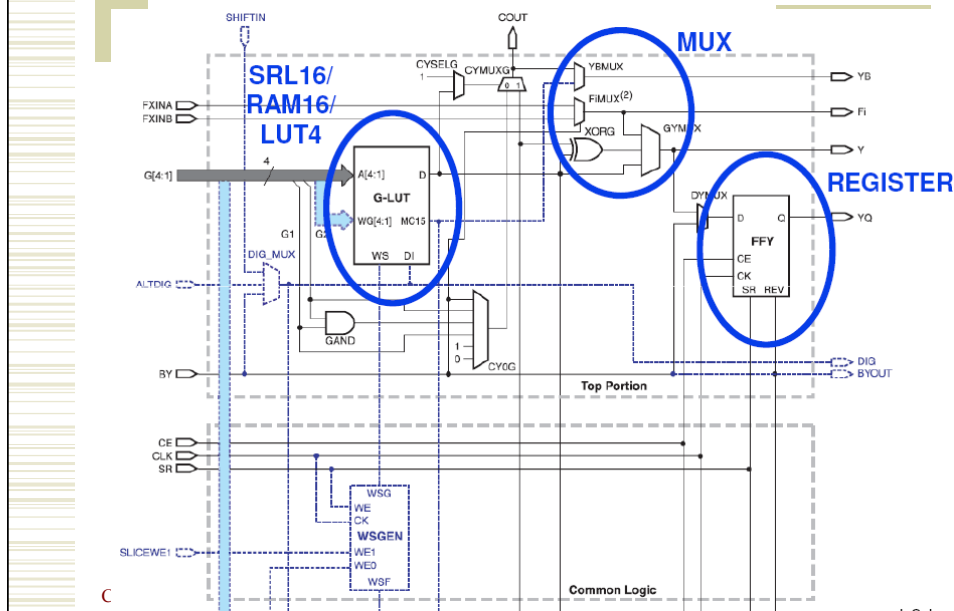 SHIFTIN
COUT
MUX
SRL16/
RAM16/
LUT4
CYSELG
1
CYMUXG
0 1
YBMUX
YB
FXINA
FXINB
FiMUX(2)
Fi
XORG
GYMUX
Y
REGISTER
G[4:1]
4
A[4:1]
D
G-LUT
WG[4:1]
MC15
WS
DI
G1
G2
DYMUX
D
Q
YQ
FFY
CE
CK
SR REV
DIG_MUX
ALTDIG
GAND
1
0
CY0G
DIG
BY
BYOUT
Top Portion
CE
CLK
SR
WSG
WE
CK
WSGEN
SLICEWE1
WE1
WE0
WSF
Common Logic
C